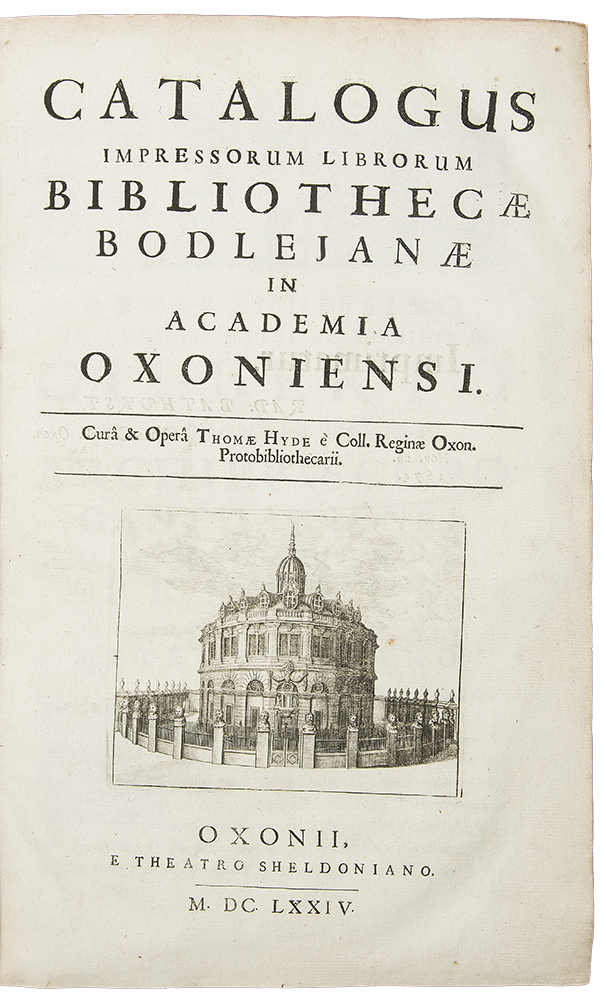 CATALOGUS
IMPRESSORUM LIBRORUM
BIBLIOTHECÆ
BODLEJANÆ
IN
ACADEMIA
OXONIENSI.
Curâ & Operâ THOMÆ HYDE è Coll. Reginæ Oxon.
Protobibliothecarii.
OXONII,
E THEATRO SHELDONIANO.
M. DC. LXXIV.